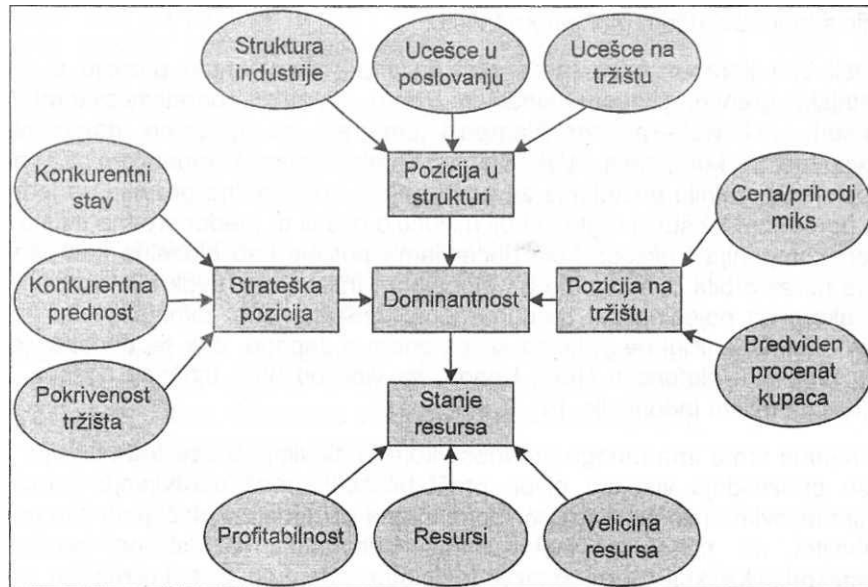 Struktura
industrije
Ucešce u
poslovanju
Ucešce na
tržištu
Konkurentni
stav
Pozicija u
strukturi
Cena/prihodi
miks
Konkurentna
prednost
Strateška
pozicija
Dominantnost
Pozicija na
tržištu
Pokrivenost
tržišta
Stanje
resursa
Predviden
procenat
kupaca
Profitabilnost
Resursi
Velicina
resursa